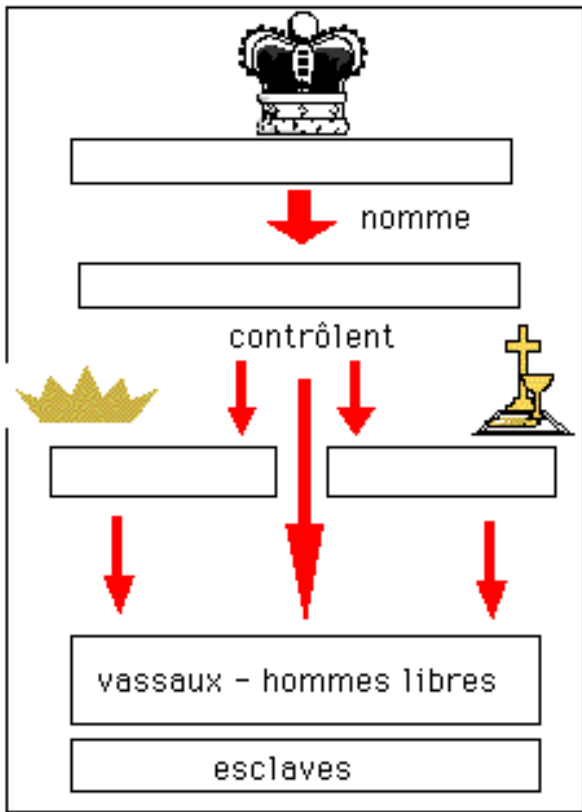 nomme
contrôlent
vassaux - hommes libres
esclaves